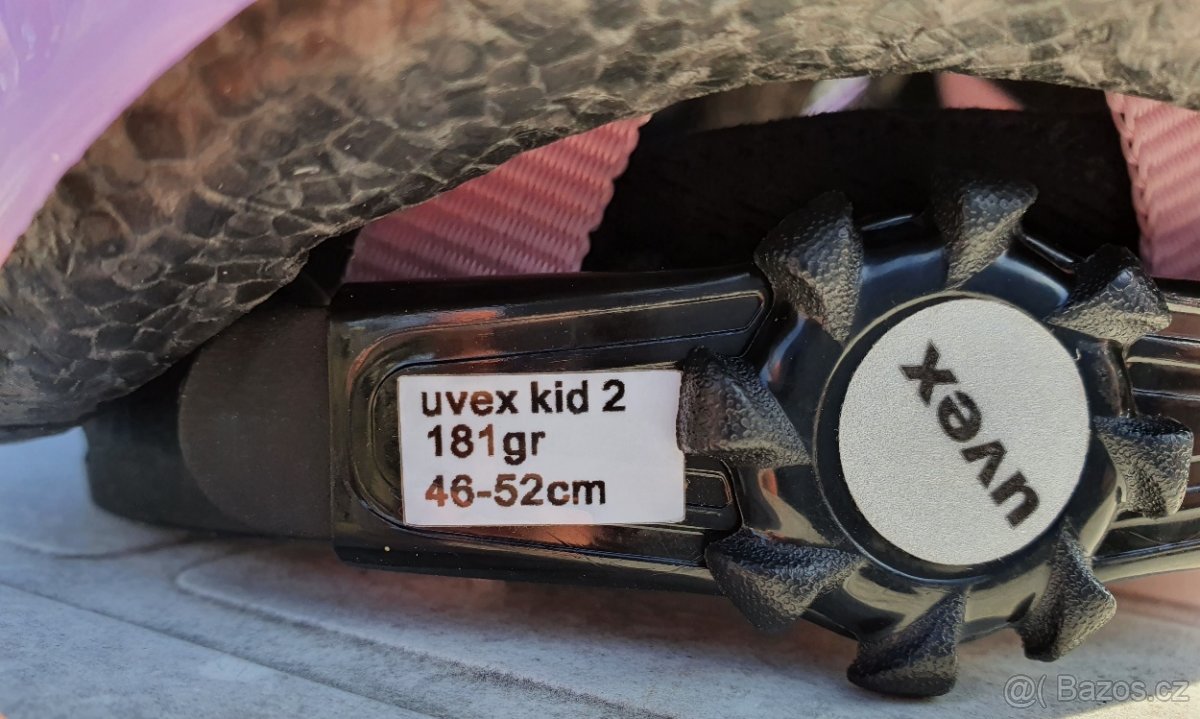 uvex kid 2
181gr
46-52cm
uvex
@( Bazos.cz